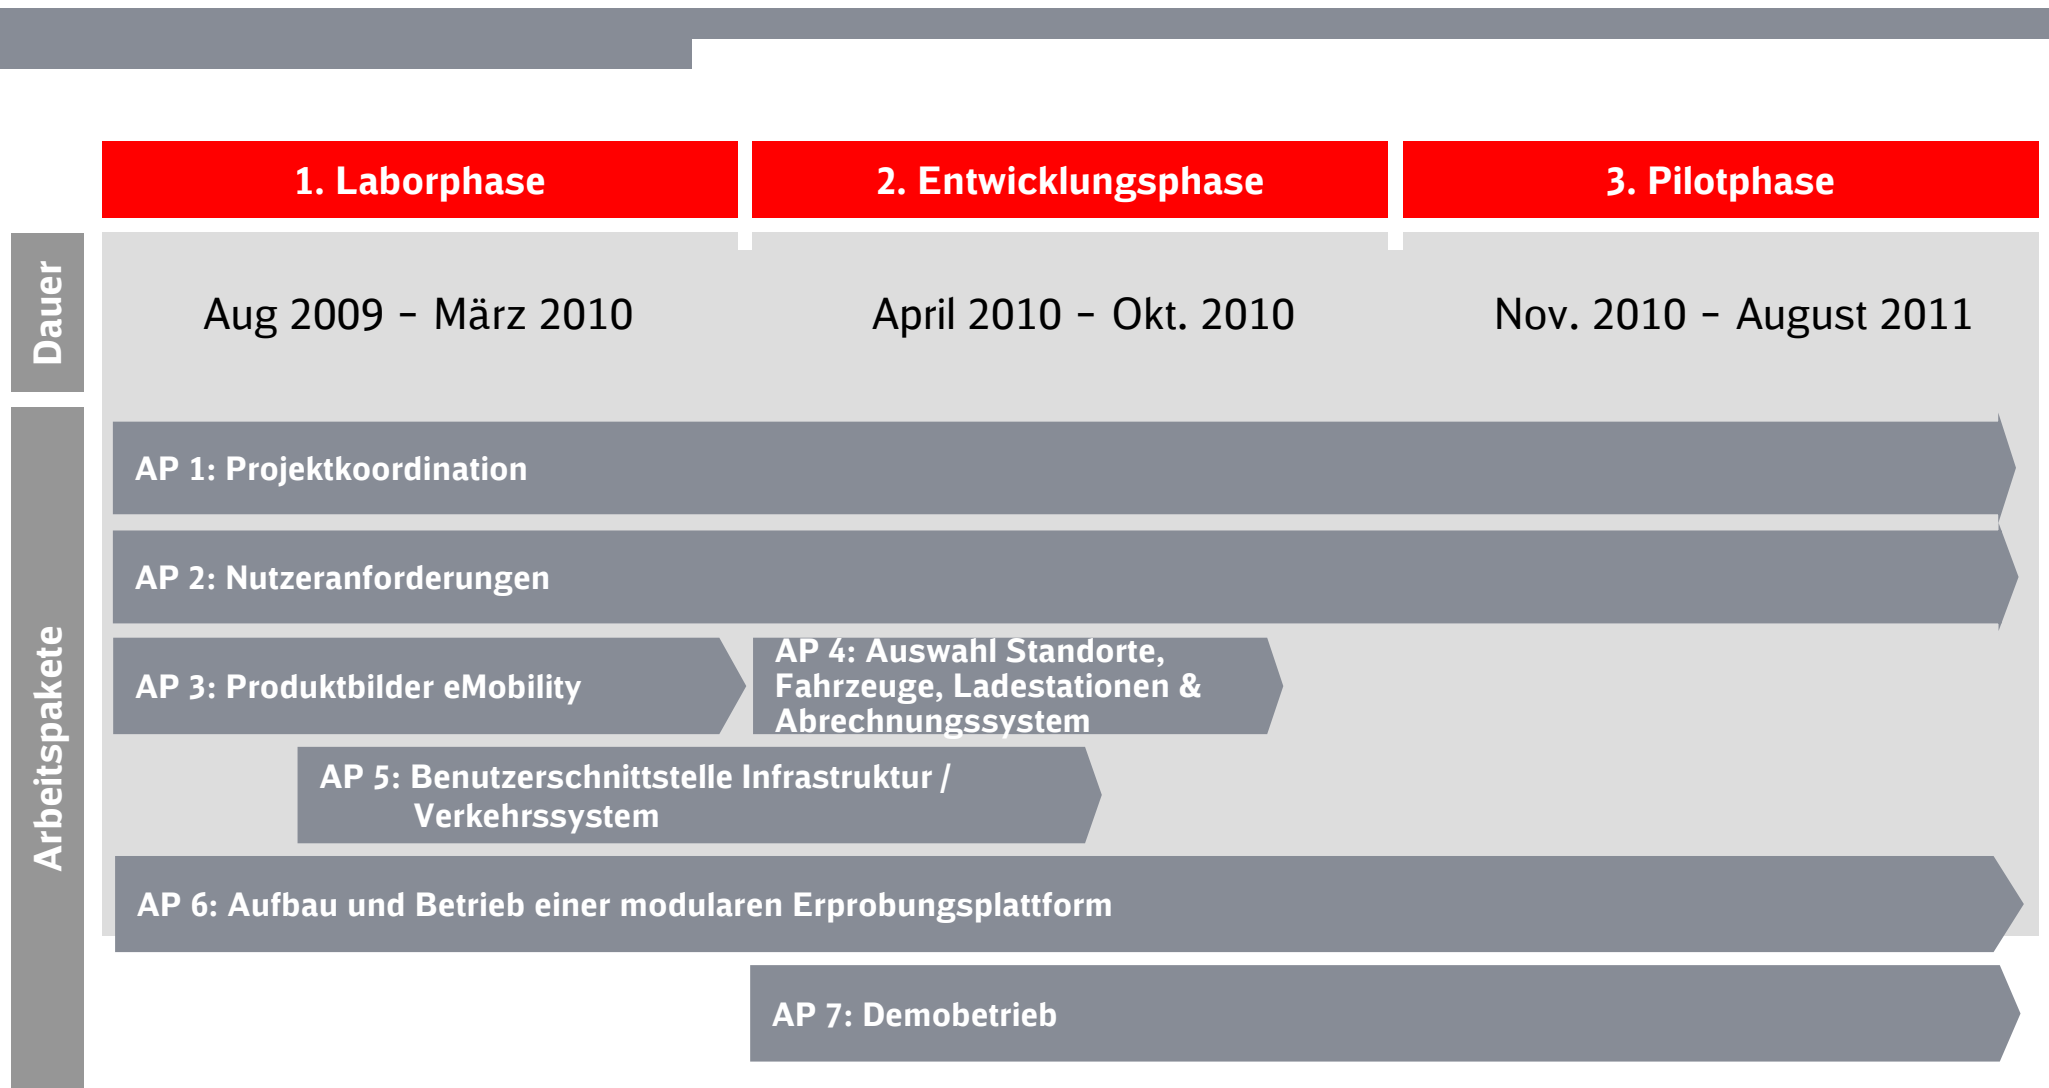 1. Laborphase
2. Entwicklungsphase
3. Pilotphase
Dauer
Aug 2009 – März 2010
April 2010 – Okt. 2010
Nov. 2010 – August 2011
Arbeitspakete
AP 1: Projektkoordination
AP 2: Nutzeranforderungen
AP 3: Produktbilder eMobility
AP 4: Auswahl Standorte,
Fahrzeuge, Ladestationen &
Abrechnungssystem
AP 5: Benutzerschnittstelle Infrastruktur /
Verkehrssystem
AP 6: Aufbau und Betrieb einer modularen Erprobungsplattform
AP 7: Demobetrieb